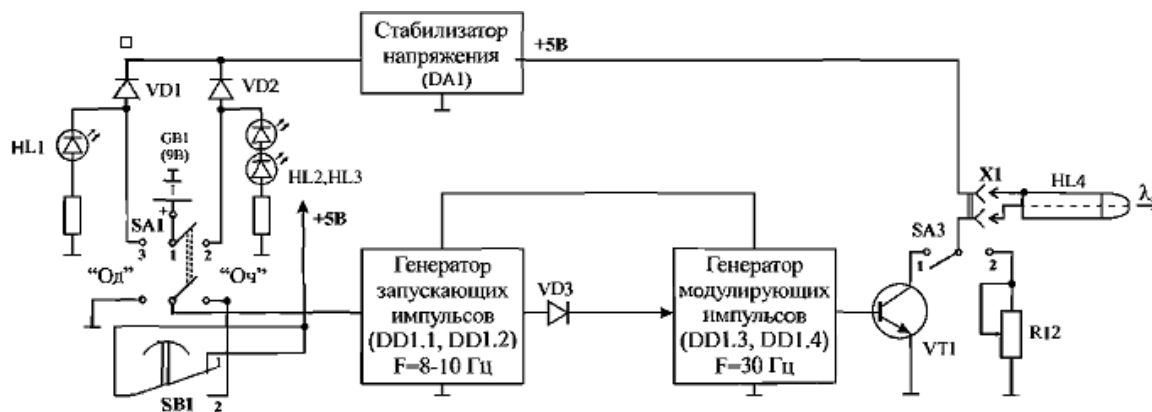 Стабилизатор
напряжения
(DA1)
+5В
VD1
VD2
HL1
GB1
(9В)
+
HL2,HL3
+5В
SA1
3
1
2
“Од”
“Оч”
X1
HL4
λ
SA3
1
2
Генератор
запускающих
импульсов
(DD1.1, DD1.2)
F=8-10 Гц
VD3
Генератор
модулирующих
импульсов
(DD1.3, DD1.4)
F=30 Гц
VT1
R12
1
SB1
2